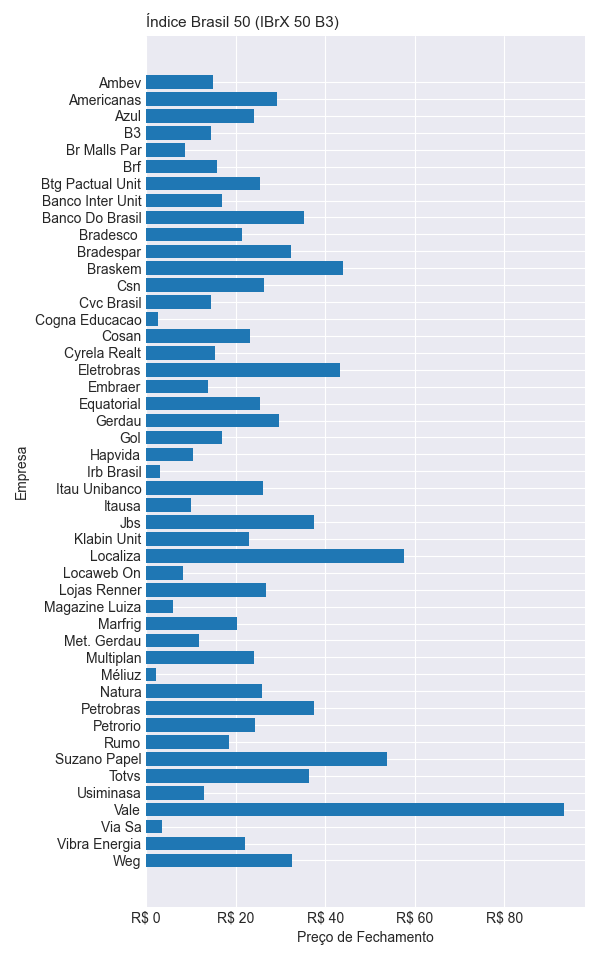 Índice Brasil 50 (IBrX 50 B3)
Ambev
Americanas
Azul
B3
Br Malls Par
Brf
Btg Pactual Unit
Banco Inter Unit
Banco Do Brasil
Bradesco
Bradespar
Braskem
Csn
Cvc Brasil
Cogna Educacao
Cosan
Cyrela Realt
Eletrobras
Embraer
Equatorial
Gerdau
Gol
Hapvida
Irb Brasil
Itau Unibanco
Itausa
Jbs
Klabin Unit
Localiza
Locaweb On
Lojas Renner
Magazine Luiza
Marfrig
Met. Gerdau
Multiplan
Méliuz
Natura
Petrobras
Petrorio
Rumo
Suzano Papel
Totvs
Usiminasa
Vale
Via Sa
Vibra Energia
Weg
Empresa
R$ 0 R$ 20 R$ 40 R$ 60 R$ 80
Preço de Fechamento